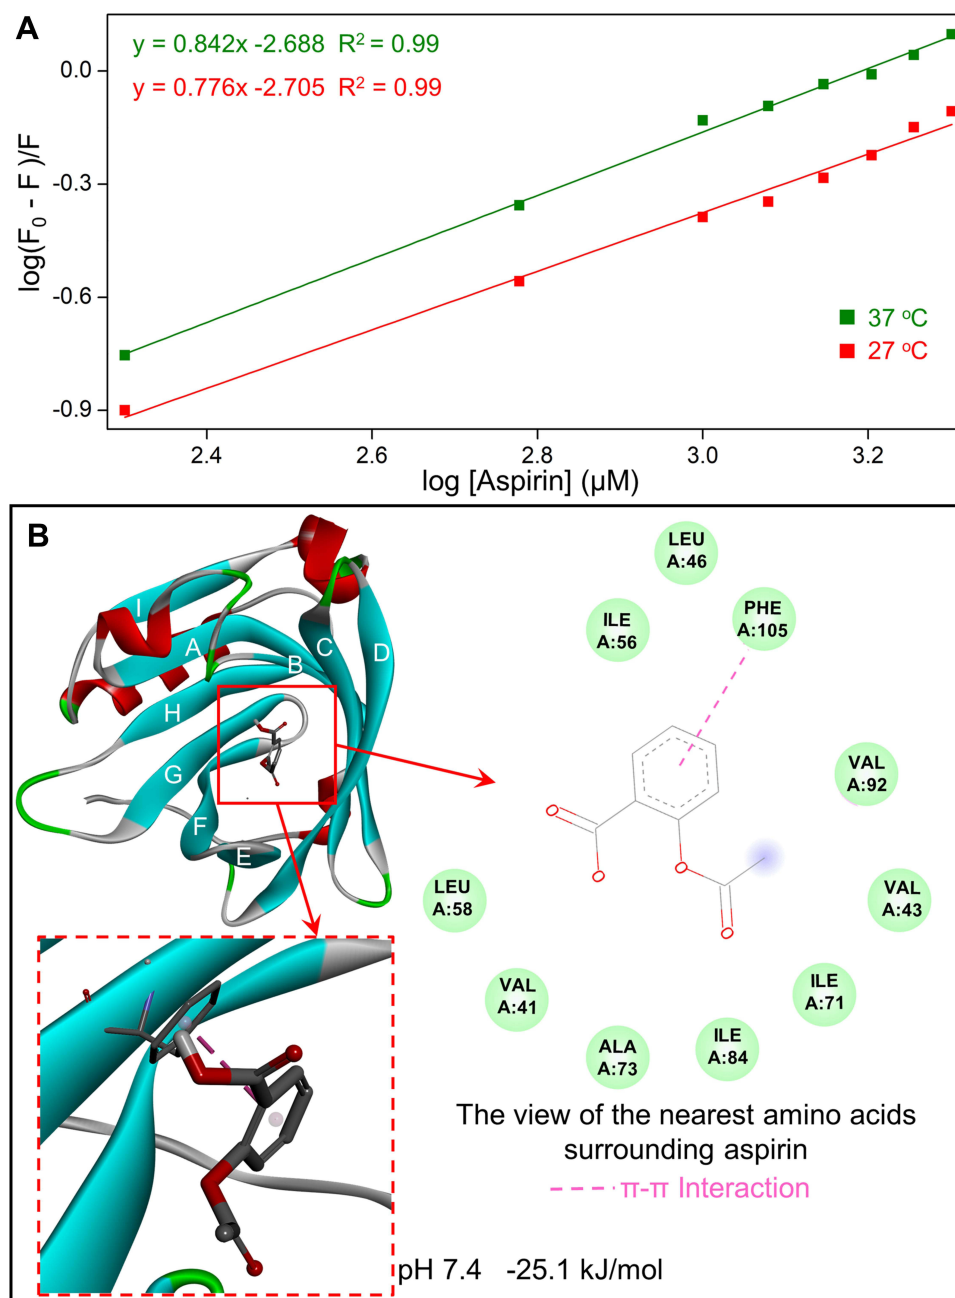 A
y = 0.842x -2.688 R² = 0.99
y = 0.776x -2.705 R² = 0.99
log(F₀ - F )/F
0.0
-0.3
-0.6
-0.9
37 ºC
27 ºC
2.4 2.6 2.8 3.0 3.2
log [Aspirin] (µM)
B
I
A
B
C
D
H
G
F
E
LEU
A:46
ILE
A:56
PHE
A:105
VAL
A:92
O
O
O
O
LEU
A:58
VAL
A:43
VAL
A:41
ILE
A:71
ALA
A:73
ILE
A:84
The view of the nearest amino acids
surrounding aspirin
π-π Interaction
pH 7.4 -25.1 kJ/mol